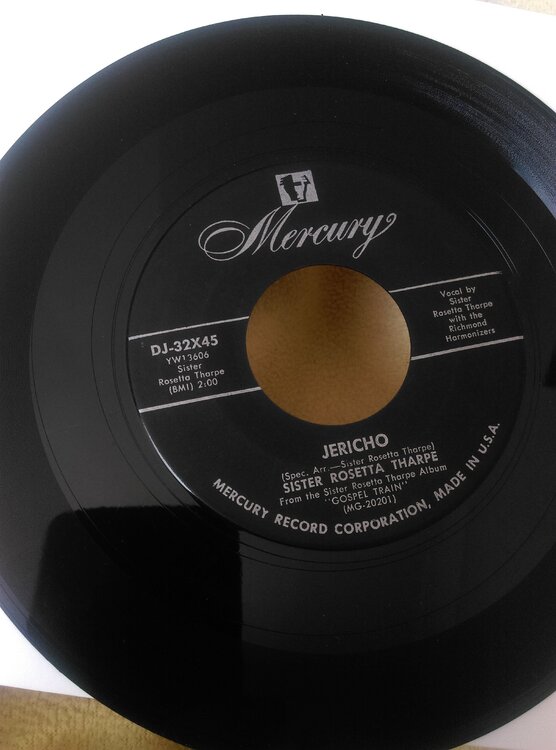 Mercury
DJ-32X45
YW13606
Sister
Rosetta Tharpe
(BMI) 2:00
Vocal by
Sister
Rosetta Tharpe
with the
Richmond
Harmonizers
JERICHO
(Spec. Arr.—Sister Rosetta Tharpe)
SISTER ROSETTA THARPE
From the Sister Rosetta Tharpe Album
"GOSPEL TRAIN"
(MG-20201)
MERCURY RECORD CORPORATION, MADE IN U.S.A.